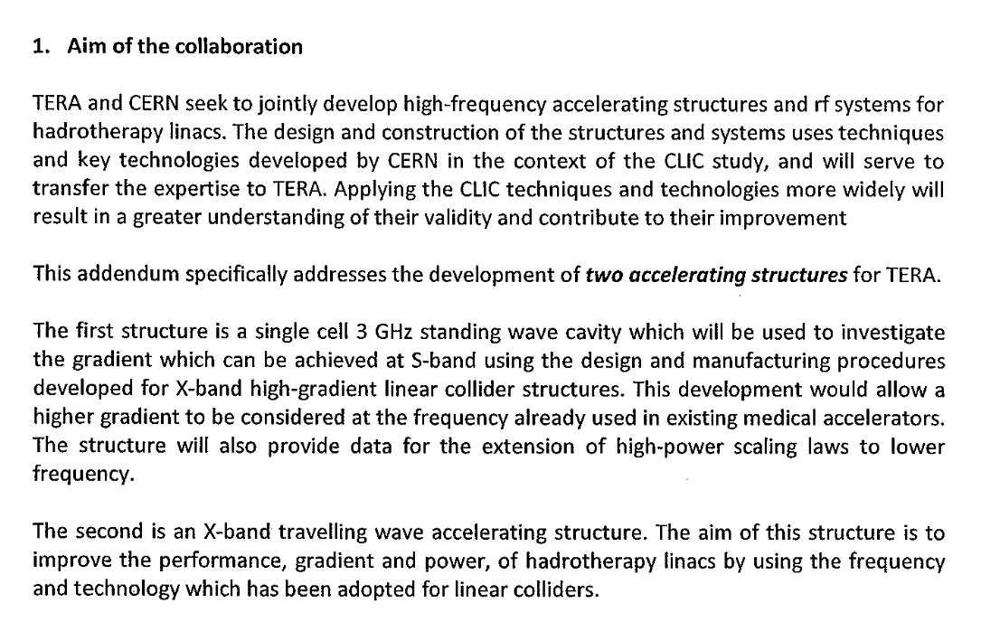 1. Aim of the collaboration
TERA and CERN seek to jointly develop high-frequency accelerating structures and rf systems for
hadrotherapy linacs. The design and construction of the structures and systems uses techniques
and key technologies developed by CERN in the context of the CLIC study, and will serve to
transfer the expertise to TERA. Applying the CLIC techniques and technologies more widely will
result in a greater understanding of their validity and contribute to their improvement
This addendum specifically addresses the development of two accelerating structures for TERA.
The first structure is a single cell 3 GHz standing wave cavity which will be used to investigate
the gradient which can be achieved at S-band using the design and manufacturing procedures
developed for X-band high-gradient linear collider structures. This development would allow a
higher gradient to be considered at the frequency already used in existing medical accelerators.
The structure will also provide data for the extension of high-power scaling laws to lower
frequency.
The second is an X-band travelling wave accelerating structure. The aim of this structure is to
improve the performance, gradient and power, of hadrotherapy linacs by using the frequency
and technology which has been adopted for linear colliders.